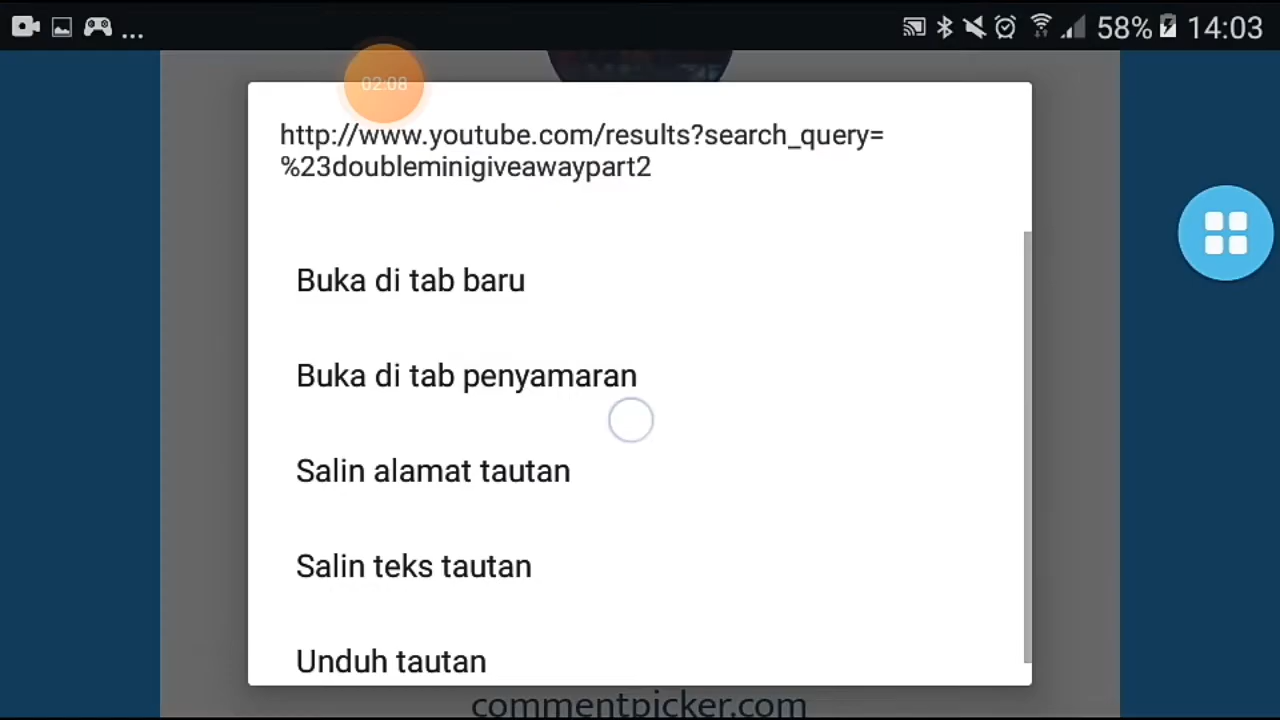 ... 58% 14:03
02:08
http://www.youtube.com/results?search_query=
%23doubleminigiveawaypart2
Buka di tab baru
Buka di tab penyamaran
Salin alamat tautan
Salin teks tautan
Unduh tautan
commentpicker.com